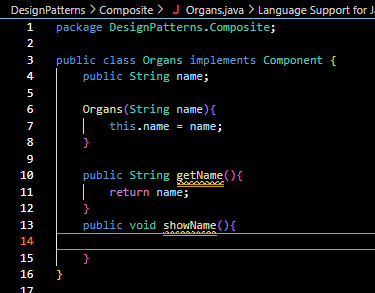 DesignPatterns > Composite > J Organs.java > Language Support for Ja
1 package DesignPatterns.Composite;
2
3 public class Organs implements Component {
4     public String name;
5
6     Organs(String name){
7         this.name = name;
8     }
9
10     public String getName(){
11         return name;
12     }
13     public void showName(){
14
15     }
16 }